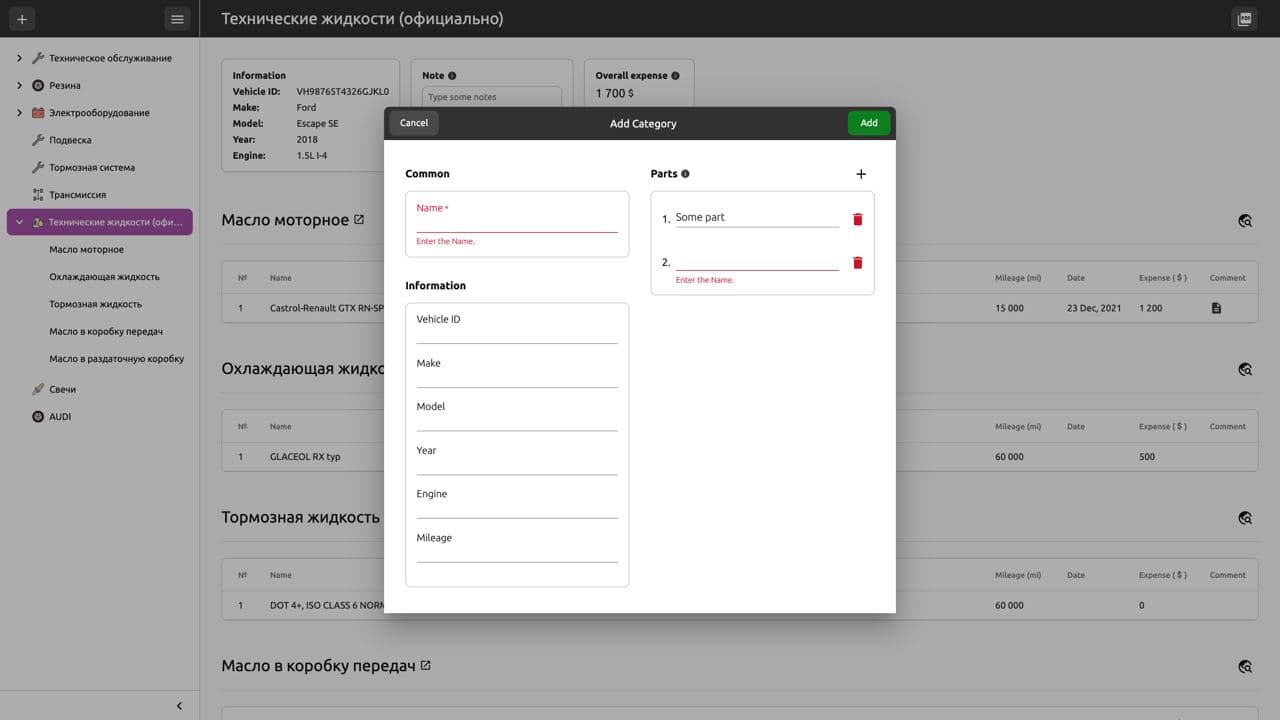 Технические жидкости (официально)
PDF
Техническое обслуживание
Резина
Электрооборудование
Подвеска
Тормозная система
Трансмиссия
Технические жидкости (офи...
Масло моторное
Охлаждающая жидкость
Тормозная жидкость
Масло в коробку передач
Масло в раздаточную коробку
Свечи
AUDI
Information
Vehicle ID: VH98765T4326GJKL0
Make: Ford
Model: Escape SE
Year: 2018
Engine: 1.5L I-4
Note
Type some notes
Overall expense
1 700 $
Cancel
Add Category
Add
Common
Name *
Enter the Name.
Information
Vehicle ID
Make
Model
Year
Engine
Mileage
Parts
1. Some part
2.
Enter the Name.
Масло моторное
№ Name Mileage (mi) Date Expense ( $ ) Comment
1 Castrol-Renault GTX RN-SP 15 000 23 Dec, 2021 1 200
Охлаждающая жидко
№ Name Mileage (mi) Date Expense ( $ ) Comment
1 GLACEOL RX typ 60 000 500
Тормозная жидкость
№ Name Mileage (mi) Date Expense ( $ ) Comment
1 DOT 4+, ISO CLASS 6 NORM 60 000 0
Масло в коробку передач